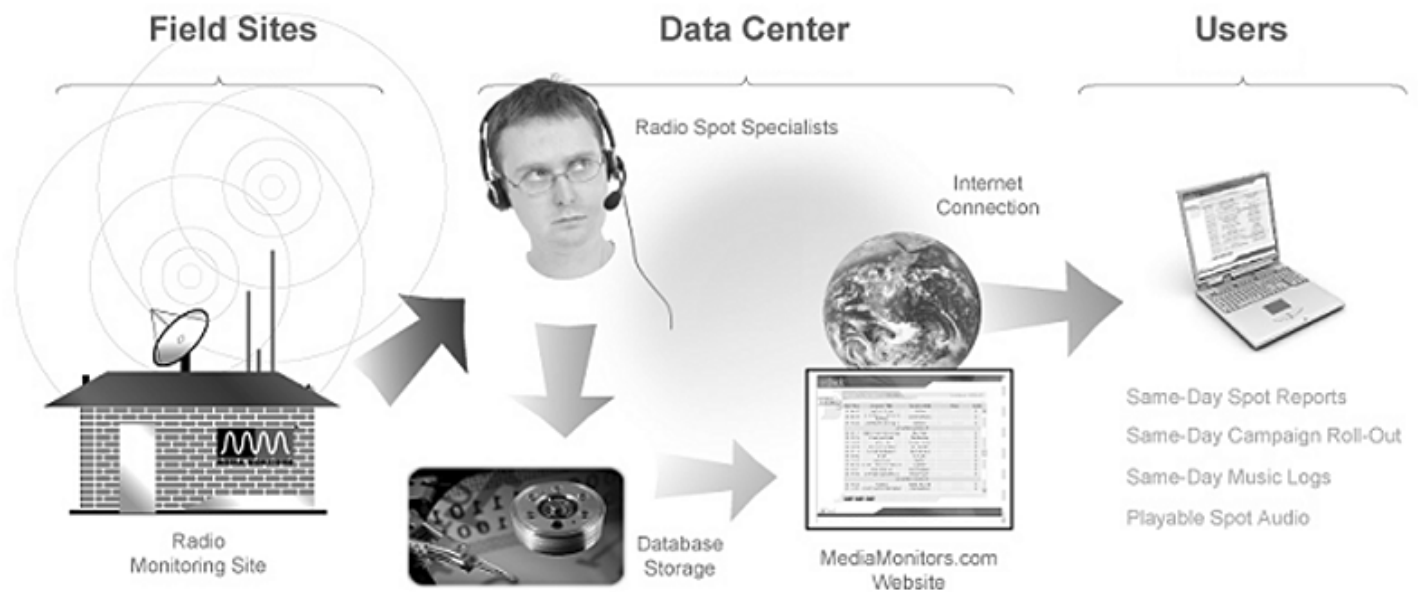 Field Sites
Data Center
Users
Radio Spot Specialists
Internet
Connection
Same-Day Spot Reports
Same-Day Campaign Roll-Out
Same-Day Music Logs
Playable Spot Audio
Radio
Monitoring Site
Database
Storage
MediaMonitors.com
Website